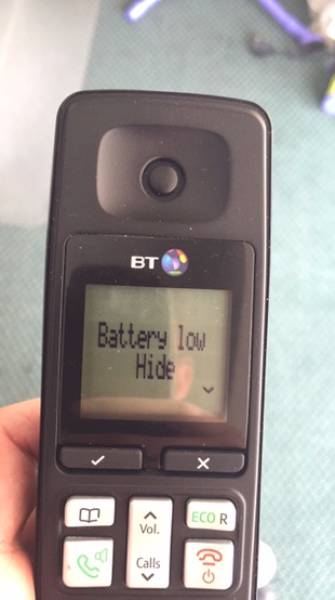 BT
Battery low
Hide
Vol.
ECO R
Calls